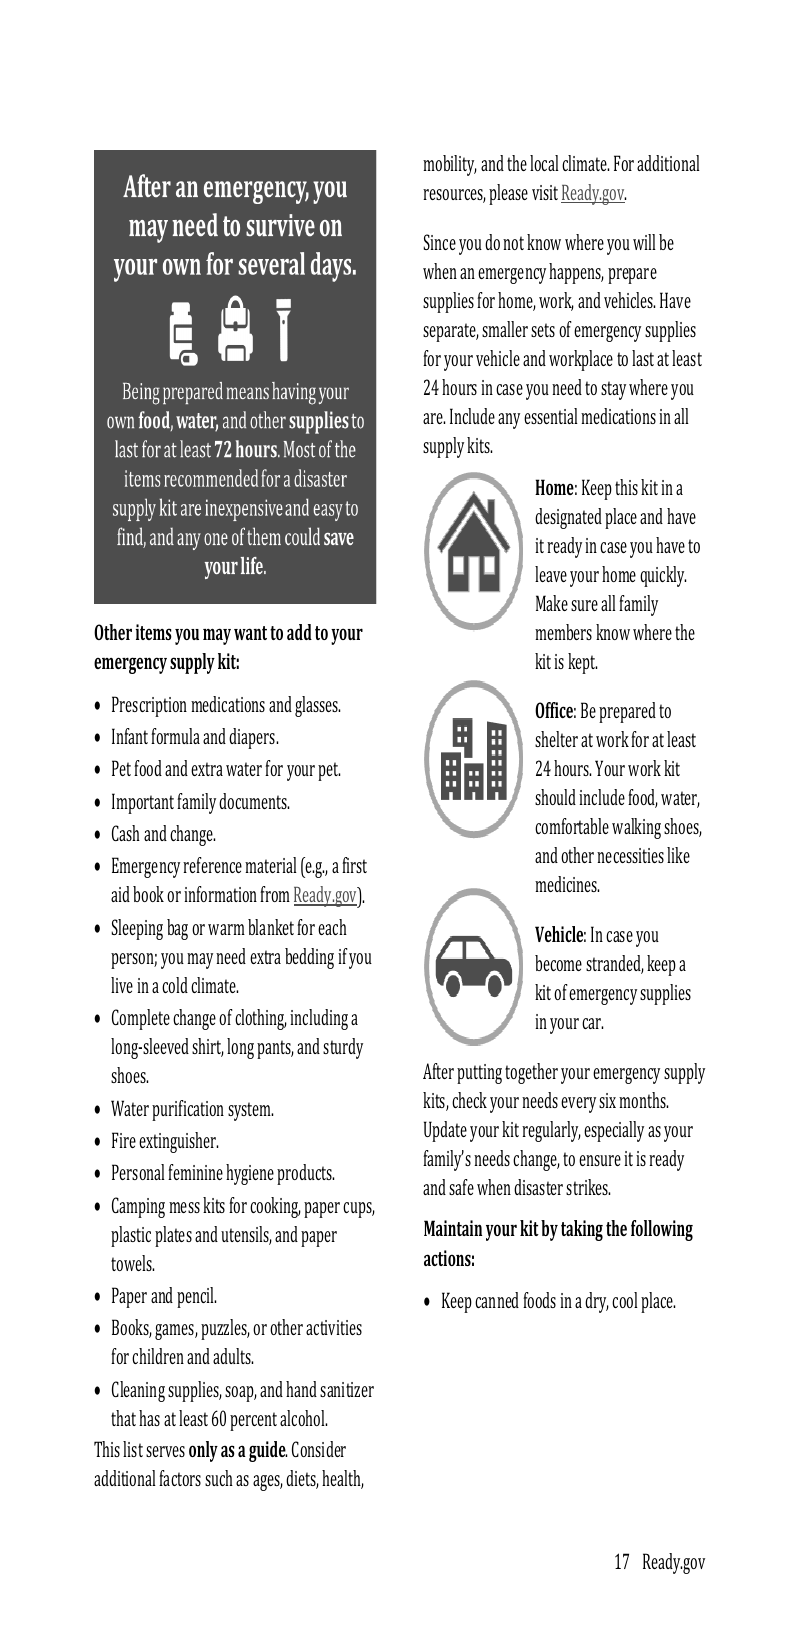 After an emergency, you
may need to survive on
your own for several days.
Being prepared means having your
own food, water, and other supplies to
last for at least 72 hours. Most of the
items recommended for a disaster
supply kit are inexpensive and easy to
find, and any one of them could save
your life.
Other items you may want to add to your
emergency supply kit:
• Prescription medications and glasses.
• Infant formula and diapers.
• Pet food and extra water for your pet.
• Important family documents.
• Cash and change.
• Emergency reference material (e.g., a first
aid book or information from Ready.gov).
• Sleeping bag or warm blanket for each
person; you may need extra bedding if you
live in a cold climate.
• Complete change of clothing, including a
long-sleeved shirt, long pants, and sturdy
shoes.
• Water purification system.
• Fire extinguisher.
• Personal feminine hygiene products.
• Camping mess kits for cooking, paper cups,
plastic plates and utensils, and paper
towels.
• Paper and pencil.
• Books, games, puzzles, or other activities
for children and adults.
• Cleaning supplies, soap, and hand sanitizer
that has at least 60 percent alcohol.
This list serves only as a guide. Consider
additional factors such as ages, diets, health,
mobility, and the local climate. For additional
resources, please visit Ready.gov.
Since you do not know where you will be
when an emergency happens, prepare
supplies for home, work, and vehicles. Have
separate, smaller sets of emergency supplies
for your vehicle and workplace to last at least
24 hours in case you need to stay where you
are. Include any essential medications in all
supply kits.
Home: Keep this kit in a
designated place and have
it ready in case you have to
leave your home quickly.
Make sure all family
members know where the
kit is kept.
Office: Be prepared to
shelter at work for at least
24 hours. Your work kit
should include food, water,
comfortable walking shoes,
and other necessities like
medicines.
Vehicle: In case you
become stranded, keep a
kit of emergency supplies
in your car.
After putting together your emergency supply
kits, check your needs every six months.
Update your kit regularly, especially as your
family's needs change, to ensure it is ready
and safe when disaster strikes.
Maintain your kit by taking the following
actions:
• Keep canned foods in a dry, cool place.
17 Ready.gov